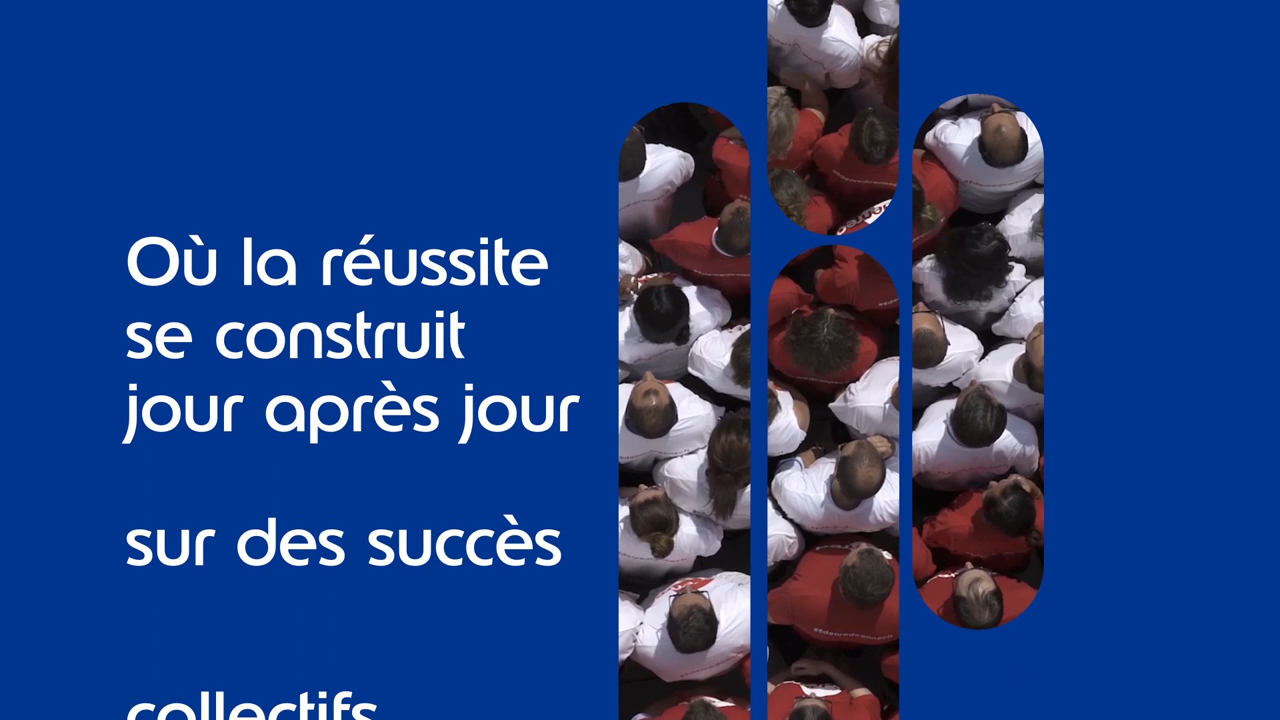 Où la réussite
se construit
jour après jour
sur des succès
collectifs